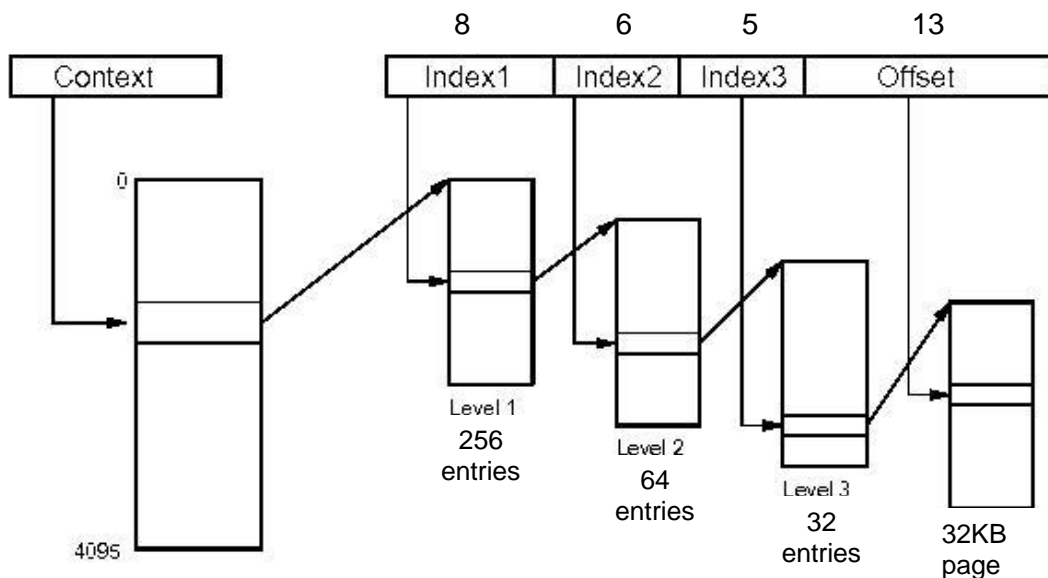 8 6 5 13
Context Index1 Index2 Index3 Offset
0
Level 1
256
entries
Level 2
64
entries
Level 3
32
entries
32KB
page
4095